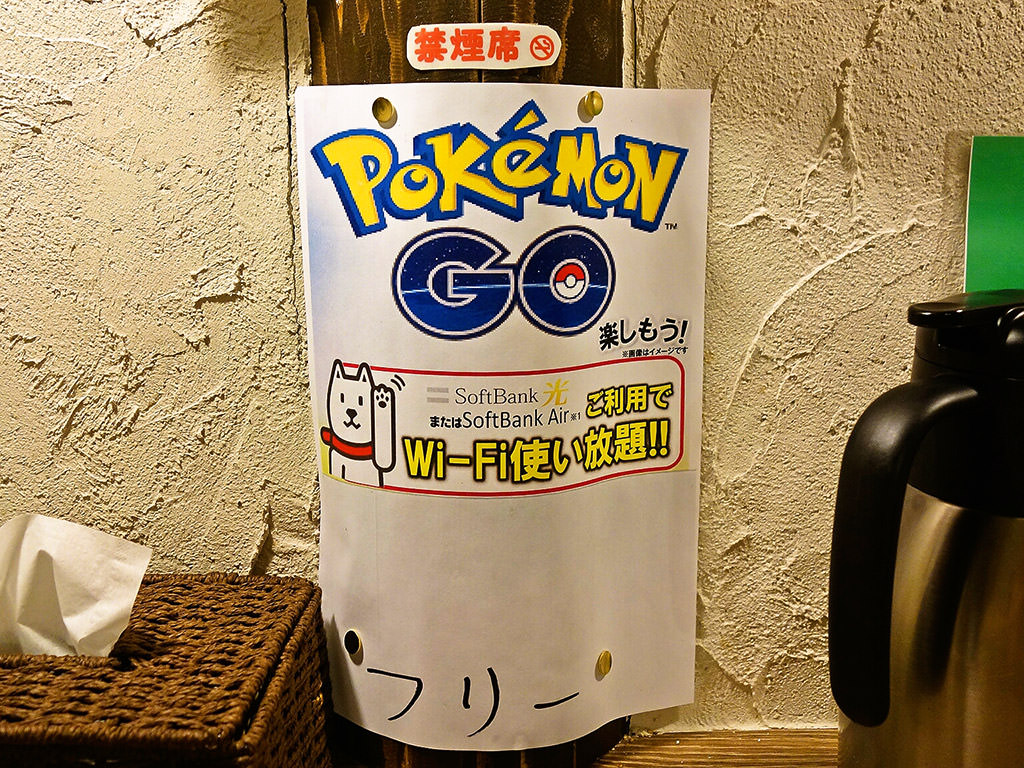 禁煙席
POKÉMON
TM
GO
楽しもう!
※画像はイメージです
SoftBank 光
またはSoftBank Air※1
ご利用で
Wi-Fi使い放題!!
フリー